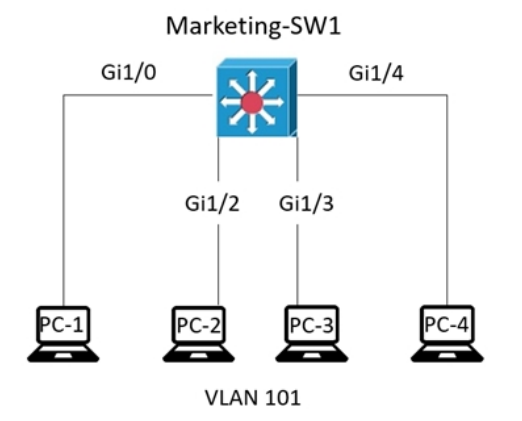 Marketing-SW1
Gi1/0
Gi1/4
Gi1/2
Gi1/3
PC-1
PC-2
PC-3
PC-4
VLAN 101